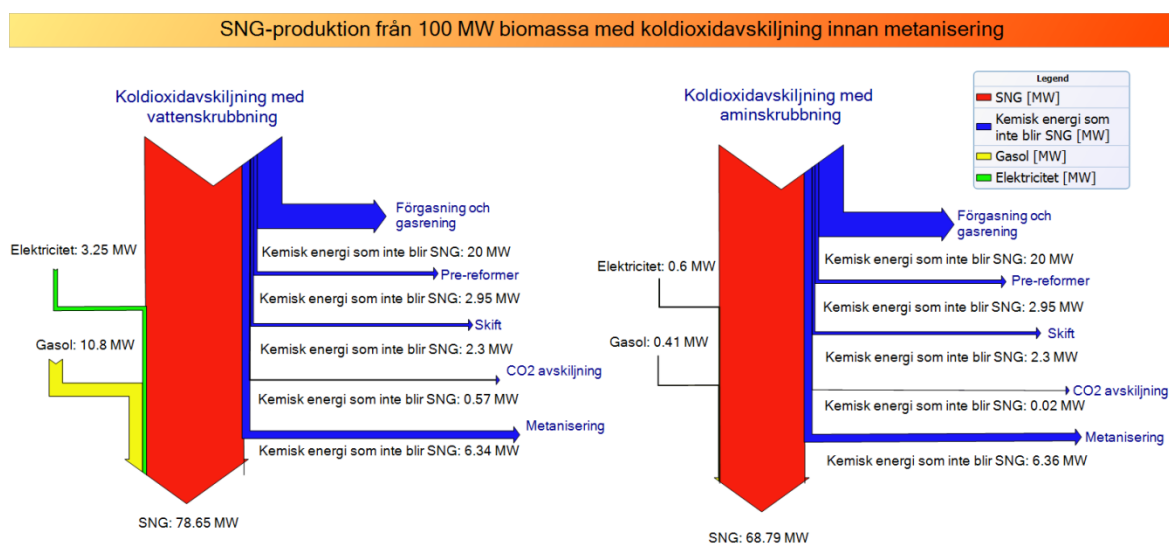 SNG-produktion från 100 MW biomassa med koldioxidavskiljning innan metanisering
Koldioxidavskiljning med
vattenskrubbning
Elektricitet: 3.25 MW
Gasol: 10.8 MW
Förgasning och
gasrening
Kemisk energi som inte blir SNG: 20 MW
Pre-reformer
Kemisk energi som inte blir SNG: 2.95 MW
Skift
Kemisk energi som inte blir SNG: 2.3 MW
CO2 avskiljning
Kemisk energi som inte blir SNG: 0.57 MW
Metanisering
Kemisk energi som inte blir SNG: 6.34 MW
SNG: 78.65 MW
Koldioxidavskiljning med
aminskrubbning
Elektricitet: 0.6 MW
Gasol: 0.41 MW
Förgasning och
gasrening
Kemisk energi som inte blir SNG: 20 MW
Pre-reformer
Kemisk energi som inte blir SNG: 2.95 MW
Skift
Kemisk energi som inte blir SNG: 2.3 MW
CO2 avskiljning
Kemisk energi som inte blir SNG: 0.02 MW
Metanisering
Kemisk energi som inte blir SNG: 6.36 MW
SNG: 68.79 MW
Legend
SNG [MW]
Kemisk energi som
inte blir SNG [MW]
Gasol [MW]
Elektricitet [MW]